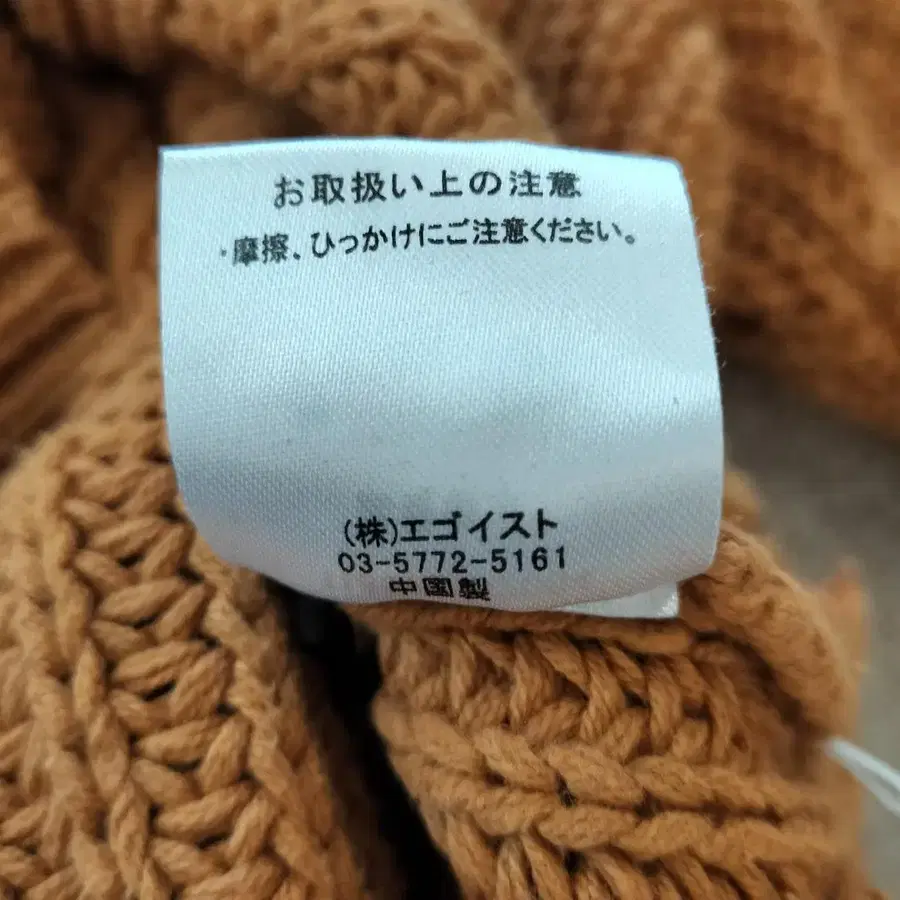 お取扱い上の注意
・摩擦、ひっかけにご注意ください。
(株)エゴイスト
03-5772-5161
中国製